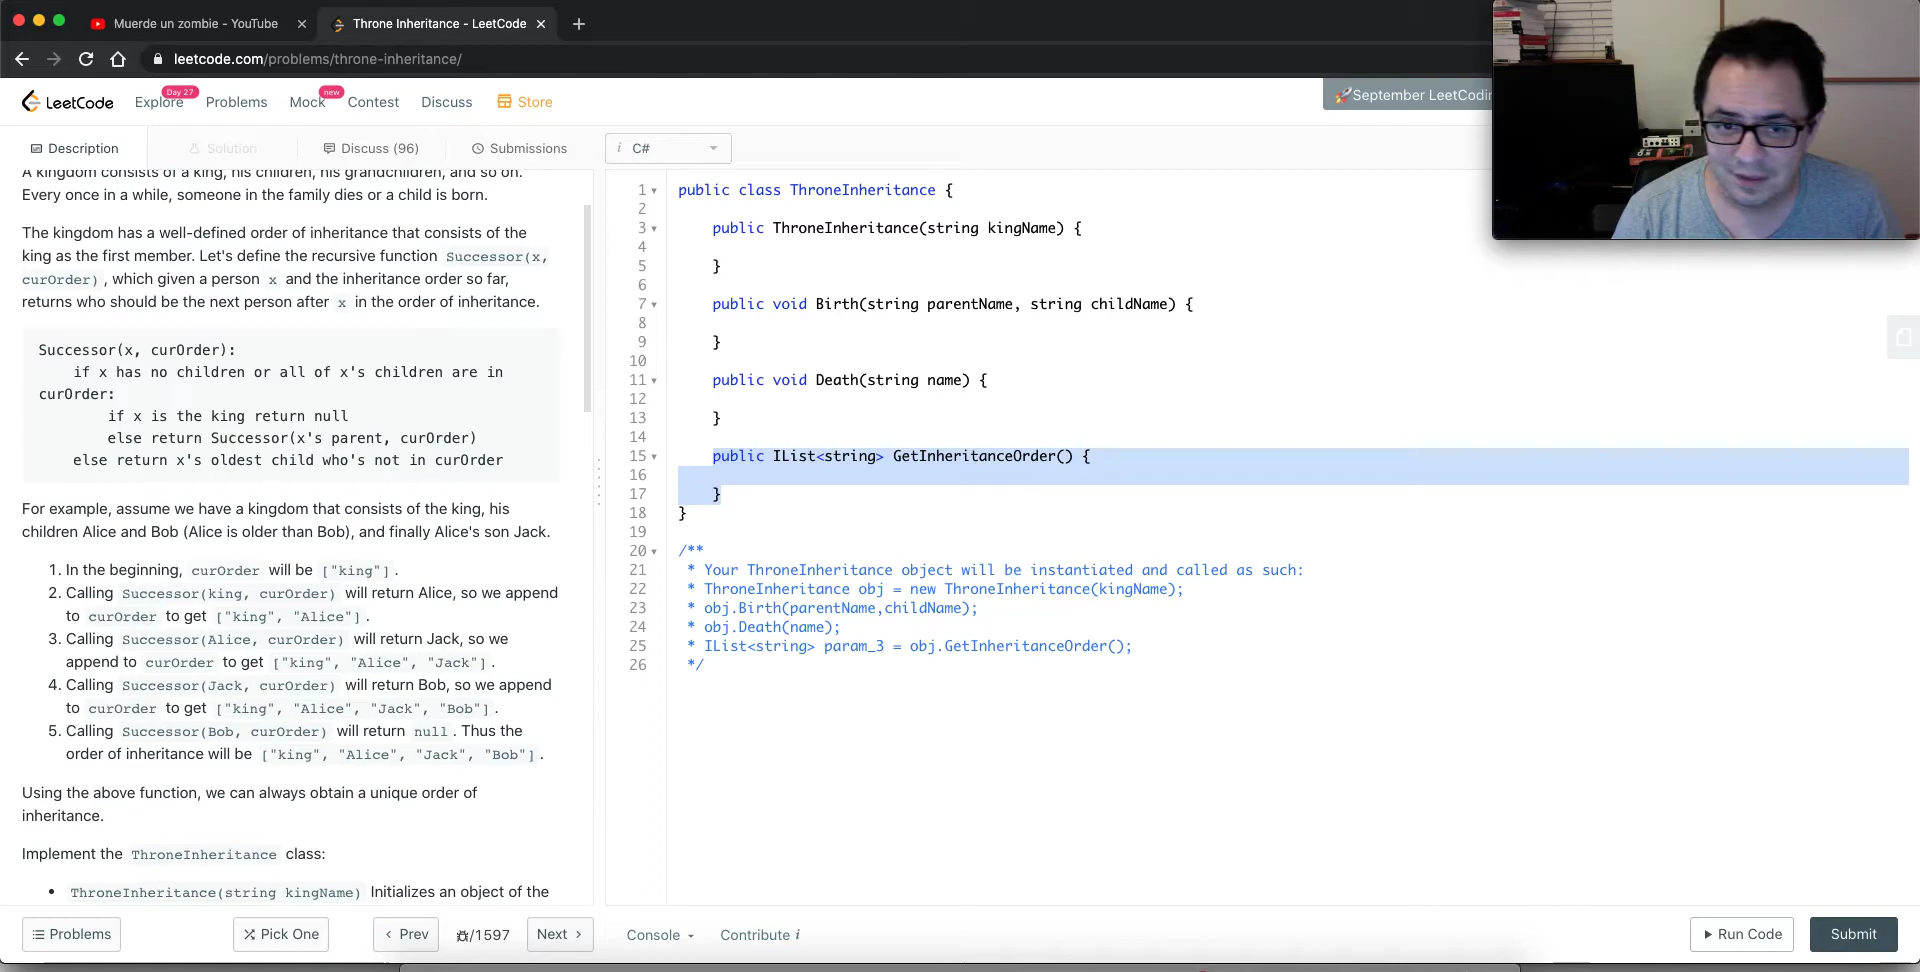 Muerde un zombie - YouTube
Throne Inheritance - LeetCode
leetcode.com/problems/throne-inheritance/
LeetCode
Explore
Day 27
Problems
Mock
new
Contest
Discuss
Store
🚀September LeetCodi
Description
Solution
Discuss (96)
Submissions
i C#
A kingdom consists of a king, his children, his grandchildren, and so on.
Every once in a while, someone in the family dies or a child is born.
The kingdom has a well-defined order of inheritance that consists of the
king as the first member. Let's define the recursive function Successor(x,
curOrder), which given a person x and the inheritance order so far,
returns who should be the next person after x in the order of inheritance.
Successor(x, curOrder):
    if x has no children or all of x's children are in
curOrder:
        if x is the king return null
        else return Successor(x's parent, curOrder)
    else return x's oldest child who's not in curOrder
For example, assume we have a kingdom that consists of the king, his
children Alice and Bob (Alice is older than Bob), and finally Alice's son Jack.
1. In the beginning, curOrder will be ["king"].
2. Calling Successor(king, curOrder) will return Alice, so we append
to curOrder to get ["king", "Alice"].
3. Calling Successor(Alice, curOrder) will return Jack, so we
append to curOrder to get ["king", "Alice", "Jack"].
4. Calling Successor(Jack, curOrder) will return Bob, so we append
to curOrder to get ["king", "Alice", "Jack", "Bob"].
5. Calling Successor(Bob, curOrder) will return null. Thus the
order of inheritance will be ["king", "Alice", "Jack", "Bob"].
Using the above function, we can always obtain a unique order of
inheritance.
Implement the ThroneInheritance class:
• ThroneInheritance(string kingName) Initializes an object of the
1 public class ThroneInheritance {
2
3     public ThroneInheritance(string kingName) {
4
5     }
6
7     public void Birth(string parentName, string childName) {
8
9     }
10
11     public void Death(string name) {
12
13     }
14
15     public IList<string> GetInheritanceOrder() {
16
17     }
18 }
19
20 /**
21  * Your ThroneInheritance object will be instantiated and called as such:
22  * ThroneInheritance obj = new ThroneInheritance(kingName);
23  * obj.Birth(parentName,childName);
24  * obj.Death(name);
25  * IList<string> param_3 = obj.GetInheritanceOrder();
26  */
Problems
Pick One
Prev
/1597
Next
Console
Contribute i
Run Code
Submit